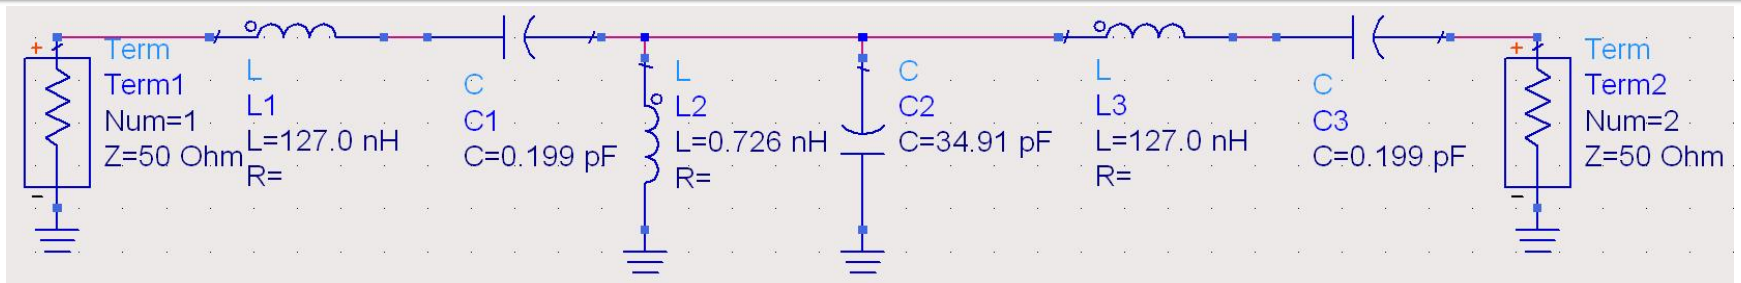 +
Term
Term1
Num=1
Z=50 Ohm
−
L
L1
L=127.0 nH
R=
C
C1
C=0.199 pF
L
L2
L=0.726 nH
R=
C
C2
C=34.91 pF
L
L3
L=127.0 nH
R=
C
C3
C=0.199 pF
+
Term
Term2
Num=2
Z=50 Ohm
−